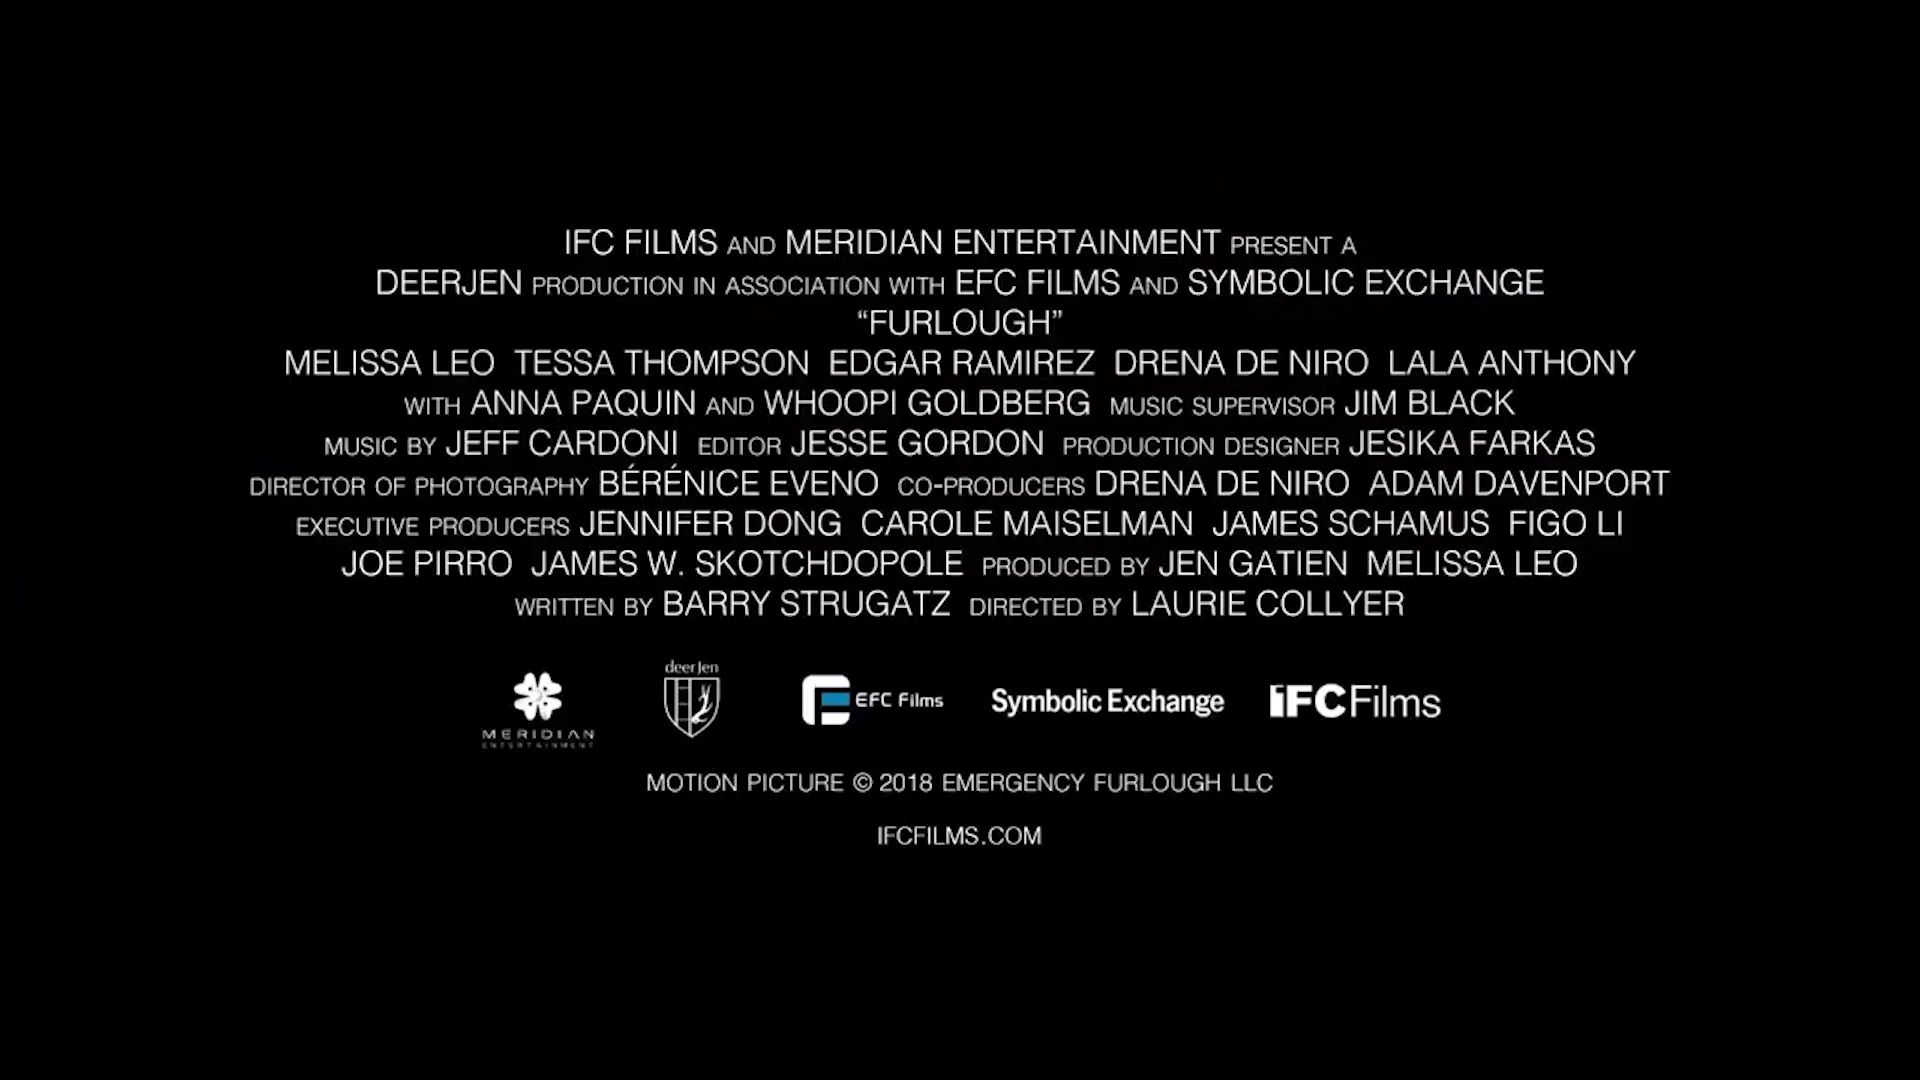 IFC FILMS AND MERIDIAN ENTERTAINMENT PRESENT A
DEERJEN PRODUCTION IN ASSOCIATION WITH EFC FILMS AND SYMBOLIC EXCHANGE
“FURLOUGH”
MELISSA LEO TESSA THOMPSON EDGAR RAMIREZ DRENA DE NIRO LALA ANTHONY
WITH ANNA PAQUIN AND WHOOPI GOLDBERG MUSIC SUPERVISOR JIM BLACK
MUSIC BY JEFF CARDONI EDITOR JESSE GORDON PRODUCTION DESIGNER JESIKA FARKAS
DIRECTOR OF PHOTOGRAPHY BÉRÉNICE EVENO CO-PRODUCERS DRENA DE NIRO ADAM DAVENPORT
EXECUTIVE PRODUCERS JENNIFER DONG CAROLE MAISELMAN JAMES SCHAMUS FIGO LI
JOE PIRRO JAMES W. SKOTCHDOPOLE PRODUCED BY JEN GATIEN MELISSA LEO
WRITTEN BY BARRY STRUGATZ DIRECTED BY LAURIE COLLYER
MERIDIAN
ENTERTAINMENT
deerJen
EFC Films
Symbolic Exchange
IFC Films
MOTION PICTURE © 2018 EMERGENCY FURLOUGH LLC
IFCFILMS.COM